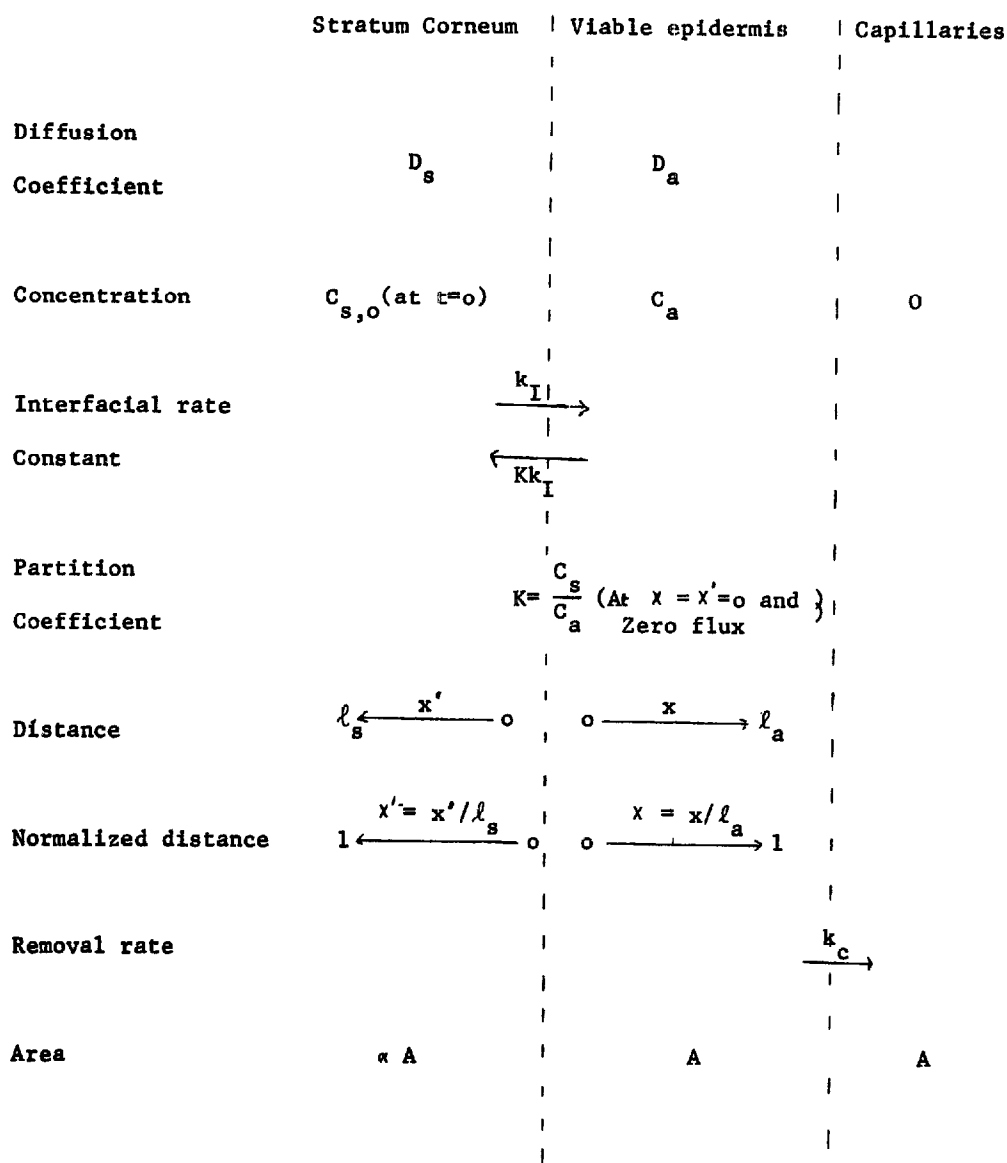 Stratum Corneum Viable epidermis Capillaries
Diffusion
D_s D_a
Coefficient
Concentration C_s,o (at t=o) C_a O
k_I
Interfacial rate
Constant
Kk_I
Partition
K= C_s/C_a (At χ = χ'=o and )
Coefficient Zero flux
x' x
Distance ℓ_s o o ℓ_a
χ'= x'/ℓ_s χ = x/ℓ_a
Normalized distance 1 o o 1
k_c
Removal rate
Area α A A A